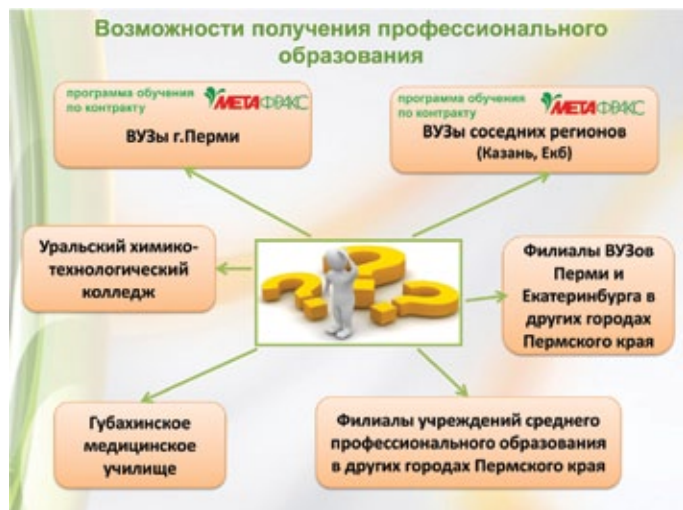 Возможности получения профессионального
образования
программа обучения
по контракту
МЕТАФРАКС
ВУЗы г.Перми
программа обучения
по контракту
МЕТАФРАКС
ВУЗы соседних регионов
(Казань, Екб)
Уральский химико-
технологический
колледж
Филиалы ВУЗов
Перми и
Екатеринбурга в
других городах
Пермского края
Губахинское
медицинское
училище
Филиалы учреждений среднего
профессионального образования
в других городах Пермского края